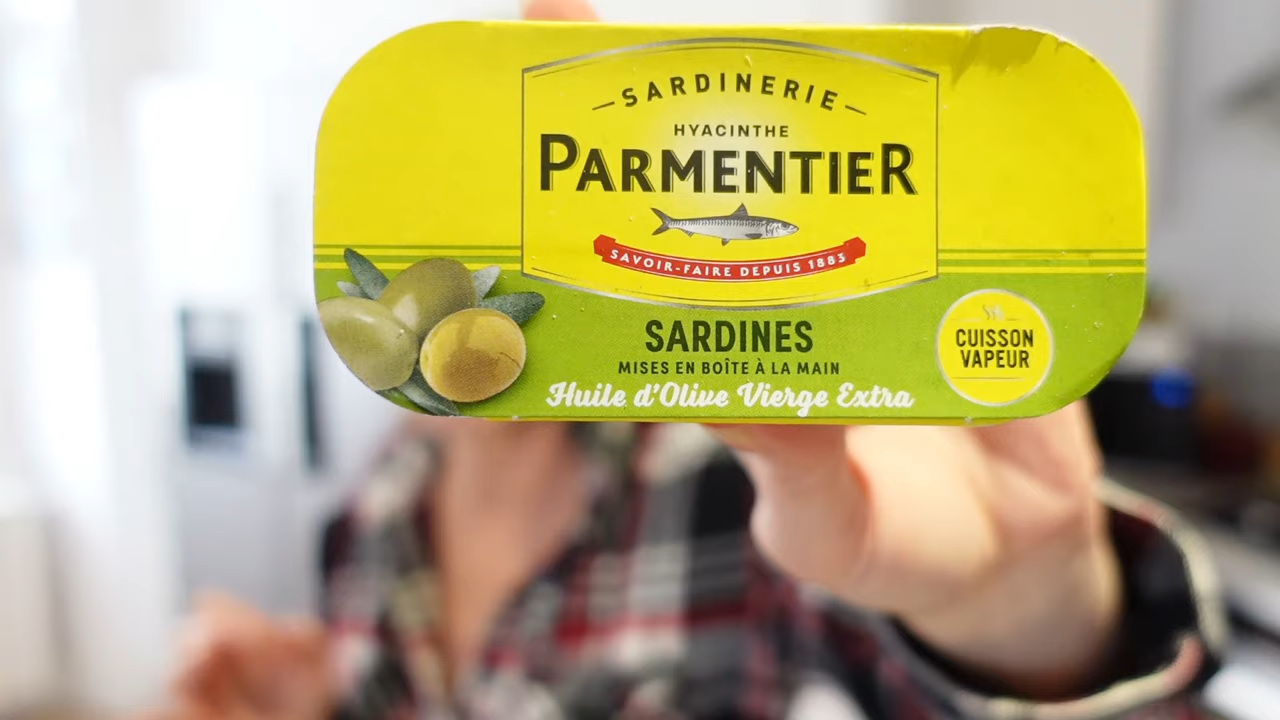 SARDINERIE
HYACINTHE
PARMENTIER
SAVOIR-FAIRE DEPUIS 1883
SARDINES
MISES EN BOÎTE À LA MAIN
Huile d'Olive Vierge Extra
CUISSON
VAPEUR